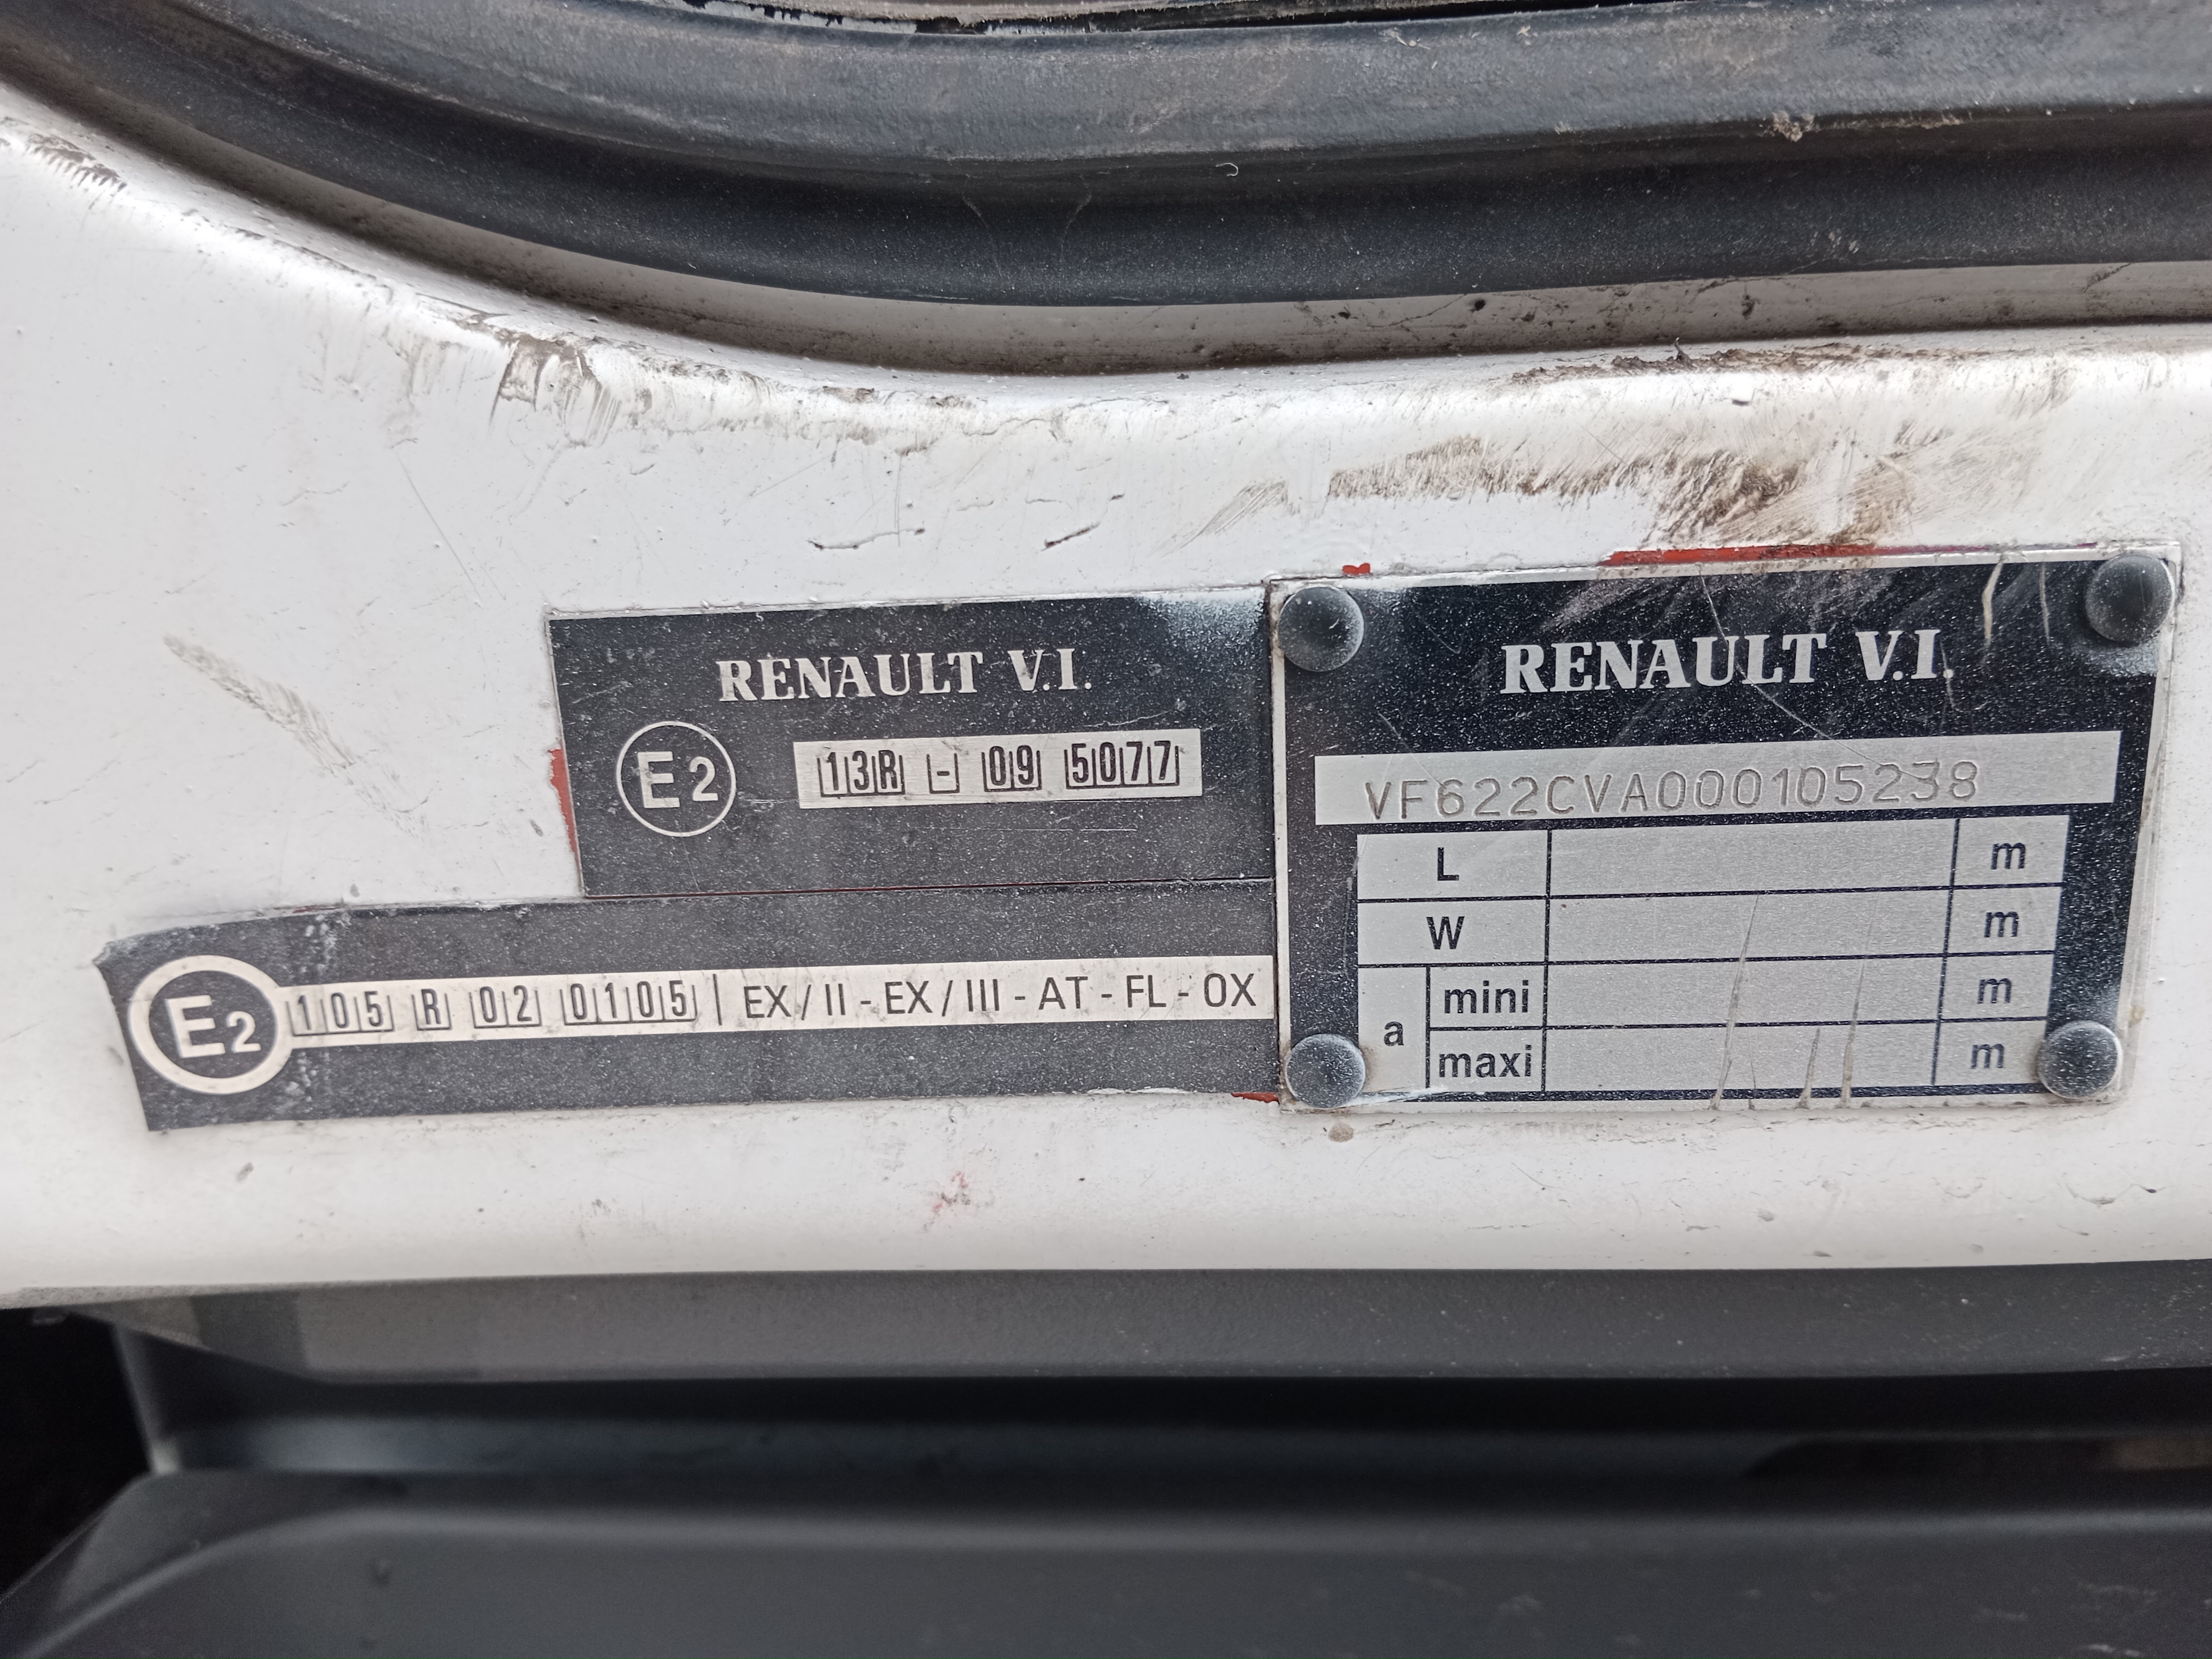 RENAULT V.I.
E2 13R - 09 5077
E2 105 R 02 0105 | EX / II - EX / III - AT - FL - OX
RENAULT V.I.
VF622CVA000105238
L m
W m
a mini m
maxi m